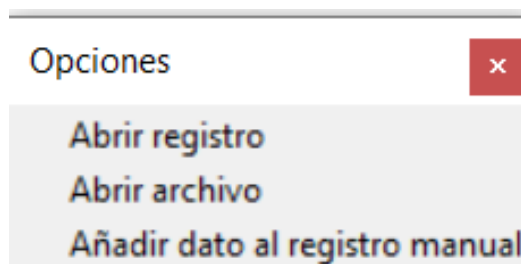 Opciones
Abrir registro
Abrir archivo
Añadir dato al registro manual